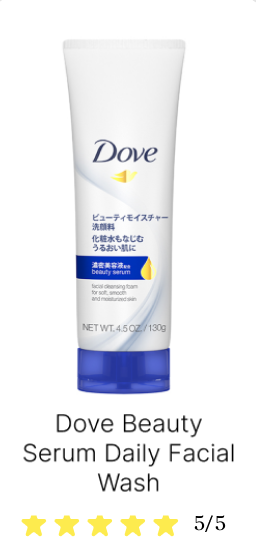 Dove
ビューティモイスチャー
洗顔料
化粧水もなじむ
うるおい肌に
濃密美容液配合
beauty serum
facial cleansing foam
for soft, smooth
and moisturized skin
NET WT. 4.5 OZ. / 130g
Dove Beauty
Serum Daily Facial
Wash
5/5